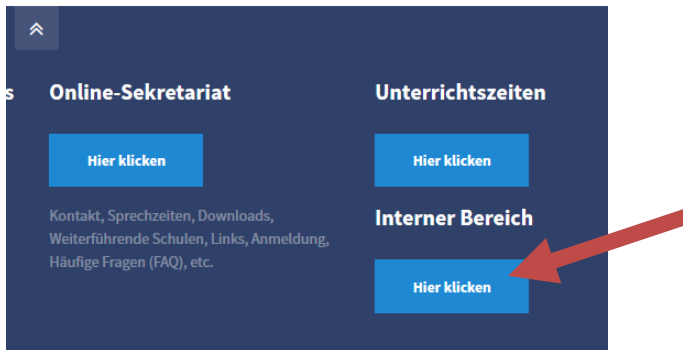 s
Online-Sekretariat
Hier klicken
Kontakt, Sprechzeiten, Downloads,
Weiterführende Schulen, Links, Anmeldung,
Häufige Fragen (FAQ), etc.
Unterrichtszeiten
Hier klicken
Interner Bereich
Hier klicken